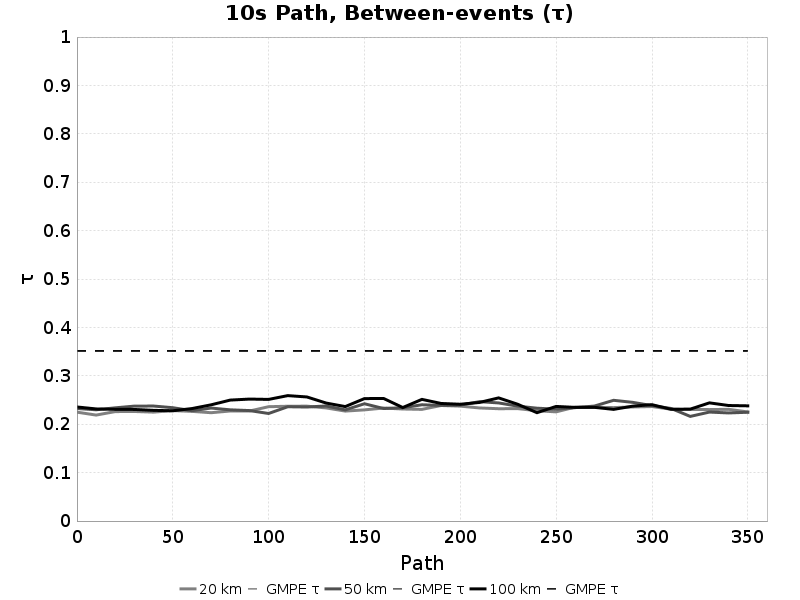 10s Path, Between-events (τ)
1
0.9
0.8
0.7
0.6
τ
0.5
0.4
0.3
0.2
0.1
0
0 50 100 150 200 250 300 350
Path
20 km GMPE τ 50 km GMPE τ 100 km GMPE τ